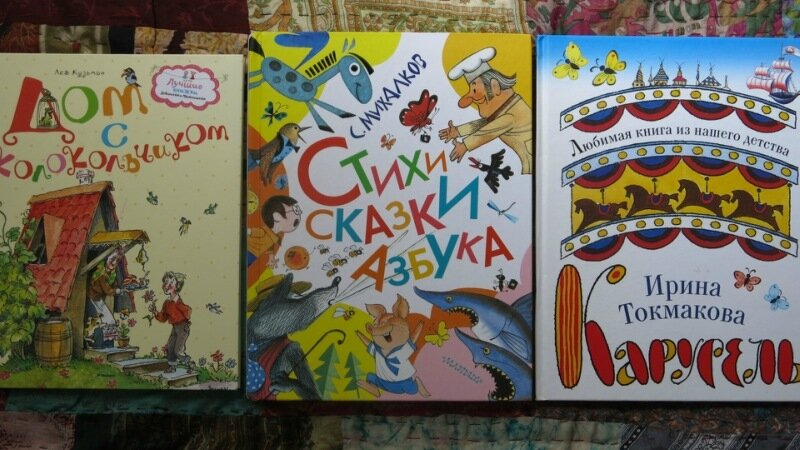 Лев Кузьмин
Лучшие
Дом
с
колокольчиком
С. Михалков
Стихи
сказки
Азбука
Любимая книга из нашего детства
Ирина
Токмакова
Карусель